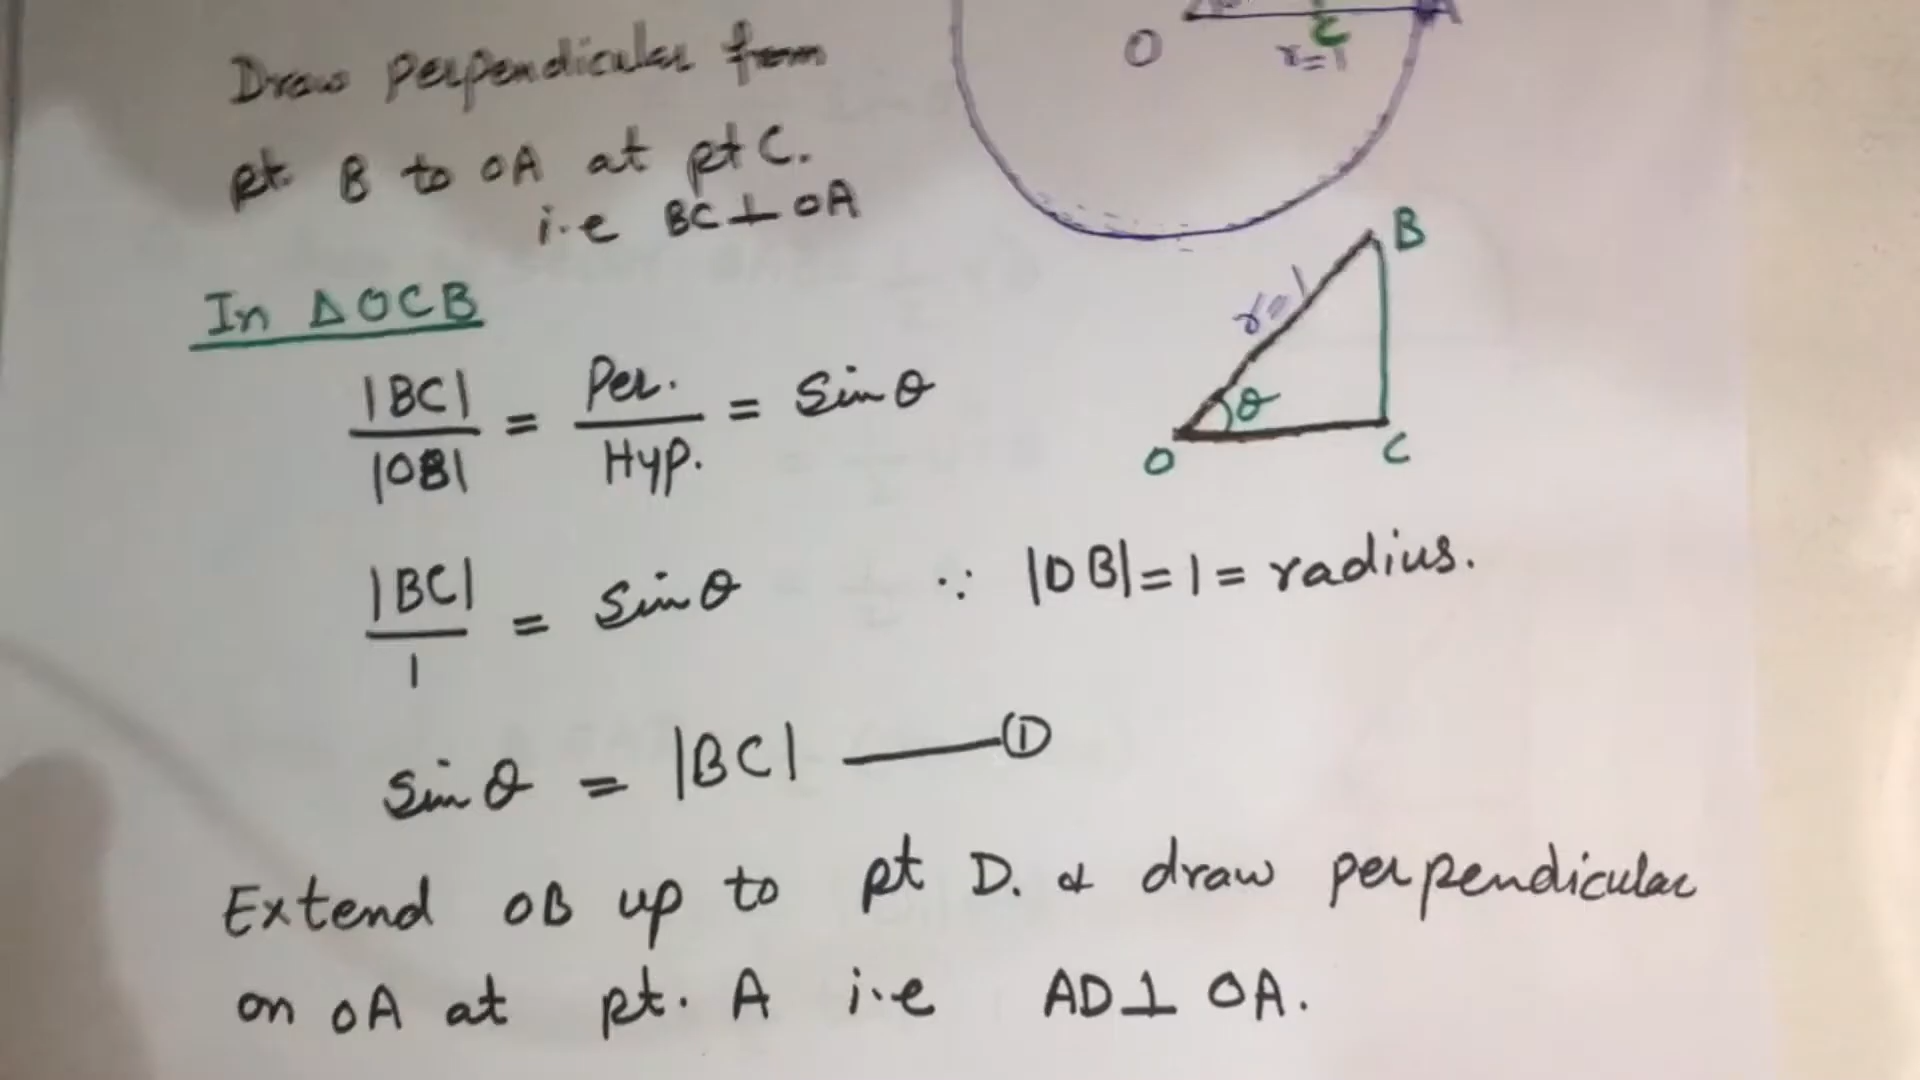 Draw perpendicular from
pt. B to OA at pt C.
i.e BC⊥OA
O
C
A
r=1
In ΔOCB
|BC|/|OB| = Per./Hyp. = Sin θ
B
r=1
θ
O
C
|BC|/1 = Sin θ ∵ |OB|=1= radius.
Sin θ = |BC| ——①
Extend OB up to pt D. & draw perpendicular
on OA at pt. A i.e AD⊥ OA.